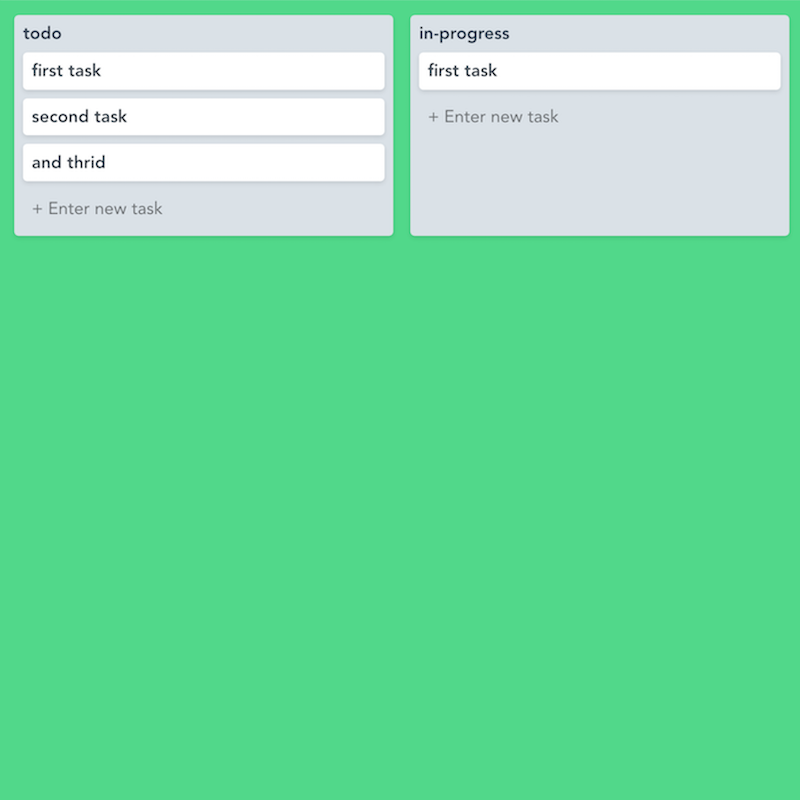 todo
first task
second task
and thrid
+ Enter new task
in-progress
first task
+ Enter new task